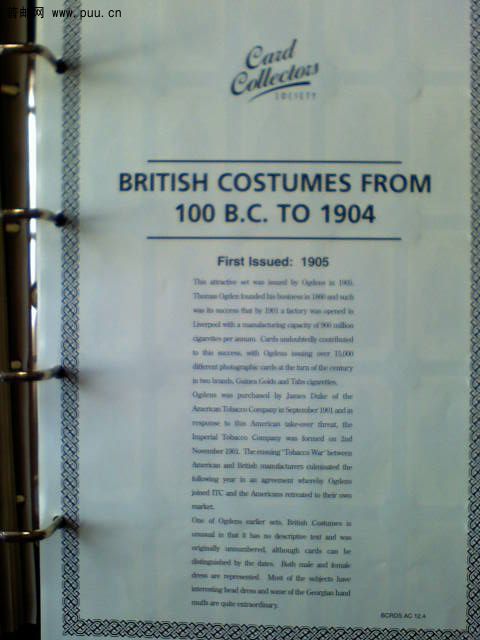 普邮网 www.puu.cn
Card
Collectors
SOCIETY
BRITISH COSTUMES FROM
100 B.C. TO 1904
First Issued: 1905
This attractive set was issued by Ogdens in 1905.
Thomas Ogden founded his business in 1860 and such
was its success that by 1901 a factory was opened in
Liverpool with a manufacturing capacity of 900 million
cigarettes per annum. Cards undoubtedly contributed
to this success, with Ogdens issuing over 15,000
different photographic cards at the turn of the century
in two brands, Guinea Golds and Tabs cigarettes.
Ogdens was purchased by James Duke of the
American Tobacco Company in September 1901 and in
response to this American take-over threat, the
Imperial Tobacco Company was formed on 2nd
November 1901. The ensuing "Tobacco War" between
American and British manufacturers culminated the
following year in an agreement whereby Ogdens
joined ITC and the Americans retreated to their own
market.
One of Ogdens earlier sets, British Costumes is
unusual in that it has no descriptive text and was
originally unnumbered, although cards can be
distinguished by the dates. Both male and female
dress are represented. Most of the subjects have
interesting head dress and some of the Georgian hand
muffs are quite extraordinary.
BCRDS AC 12.4